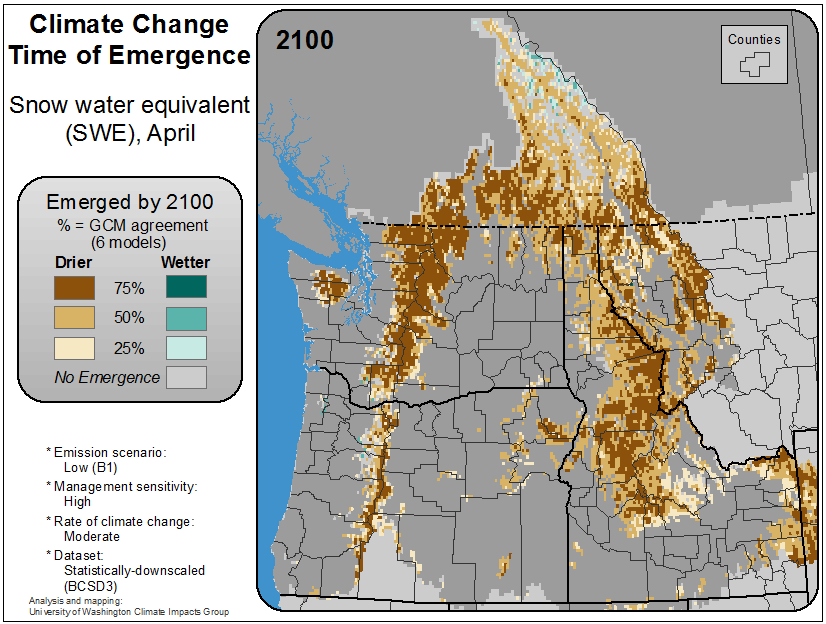 Climate Change
Time of Emergence
Snow water equivalent
(SWE), April
Emerged by 2100
% = GCM agreement
(6 models)
Drier Wetter
75%
50%
25%
No Emergence
* Emission scenario:
Low (B1)
* Management sensitivity:
High
* Rate of climate change:
Moderate
* Dataset:
Statistically-downscaled
(BCSD3)
Analysis and mapping:
University of Washington Climate Impacts Group
2100
Counties